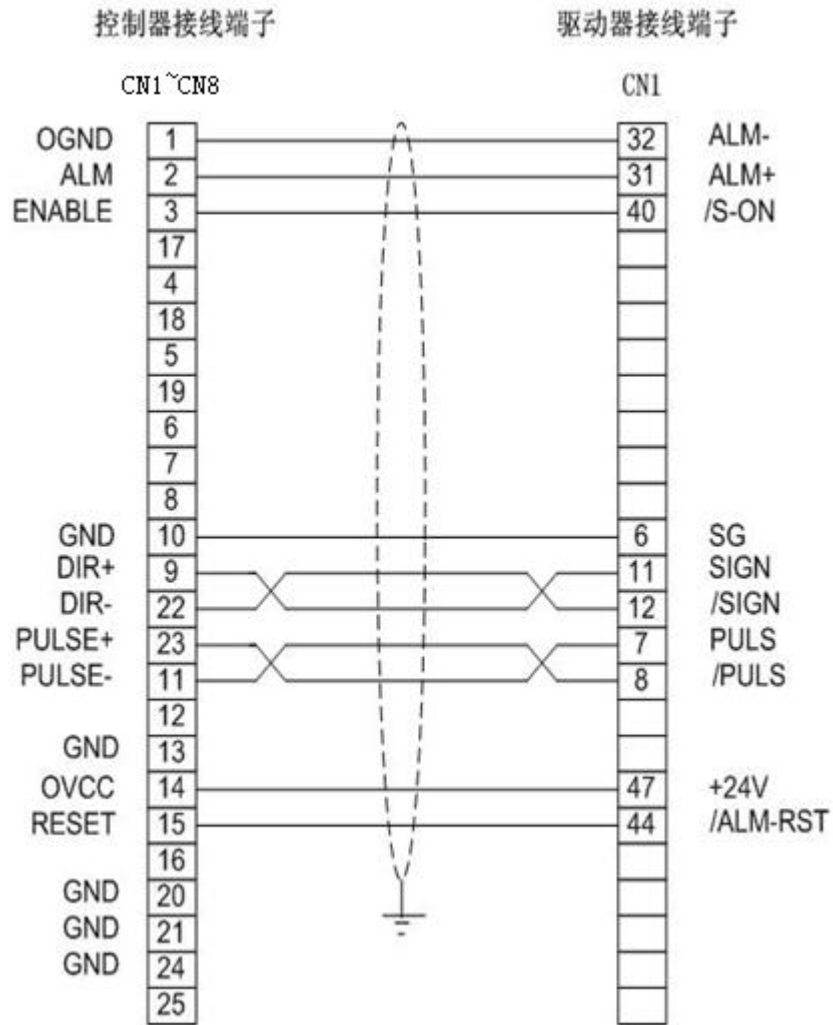 控制器接线端子 驱动器接线端子
CN1~CN8 CN1
OGND 1 32 ALM-
ALM 2 31 ALM+
ENABLE 3 40 /S-ON
17
4
18
5
19
6
7
8
GND 10 6 SG
DIR+ 9 11 SIGN
DIR- 22 12 /SIGN
PULSE+ 23 7 PULS
PULSE- 11 8 /PULS
12
GND 13
OVCC 14 47 +24V
RESET 15 44 /ALM-RST
16
GND 20
GND 21
GND 24
25